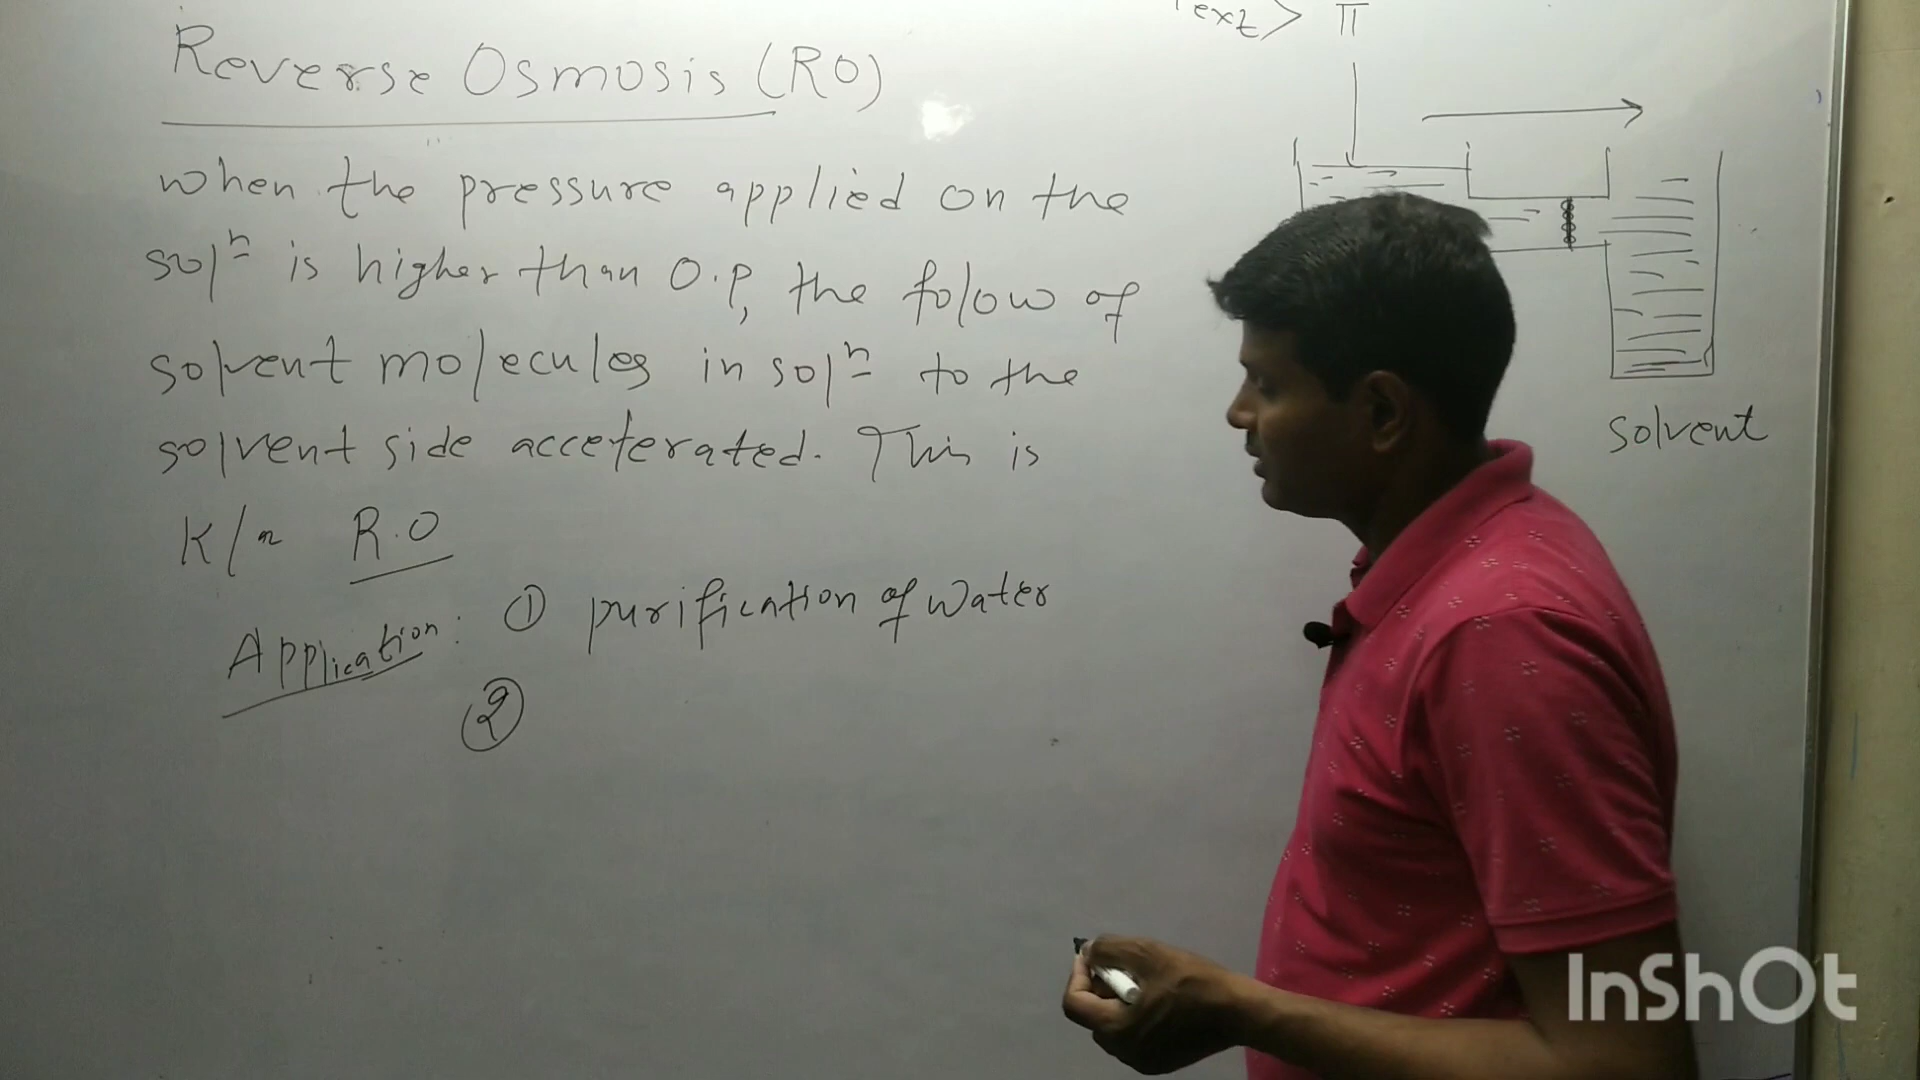 Reverse Osmosis (RO)
when the pressure applied on the
solⁿ is higher than O.P, the folow of
solvent molecules in solⁿ to the
solvent side acceterated. This is
K/n R.O
Application: ① purification of Water
②
Pext > π
solvent
InShOt